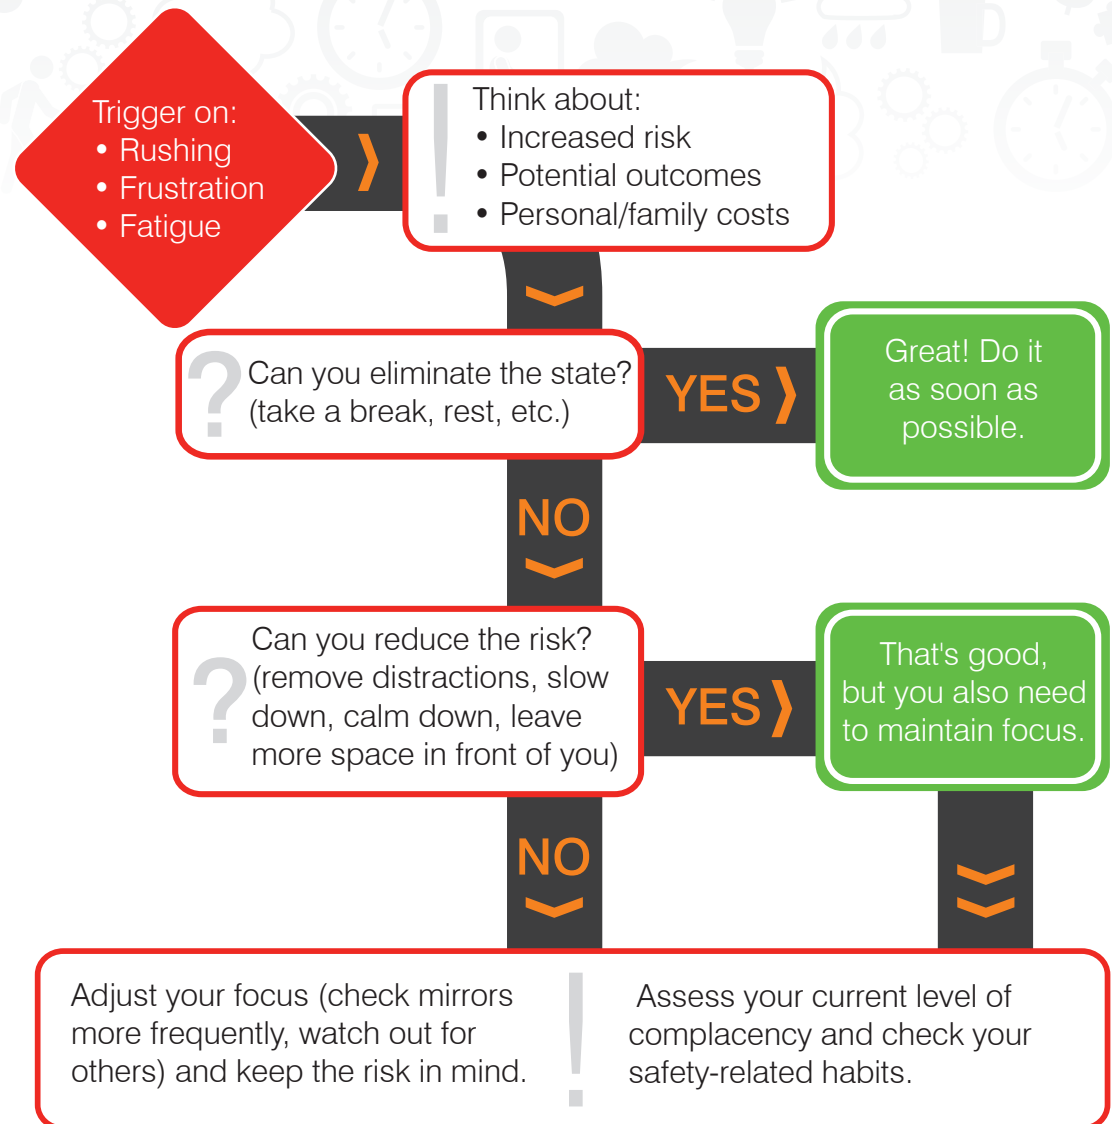 Trigger on:
• Rushing
• Frustration
• Fatigue
! Think about:
• Increased risk
• Potential outcomes
• Personal/family costs
? Can you eliminate the state?
(take a break, rest, etc.)
YES
Great! Do it
as soon as
possible.
NO
? Can you reduce the risk?
(remove distractions, slow
down, calm down, leave
more space in front of you)
YES
That's good,
but you also need
to maintain focus.
NO
Adjust your focus (check mirrors
more frequently, watch out for
others) and keep the risk in mind.
!
Assess your current level of
complacency and check your
safety-related habits.